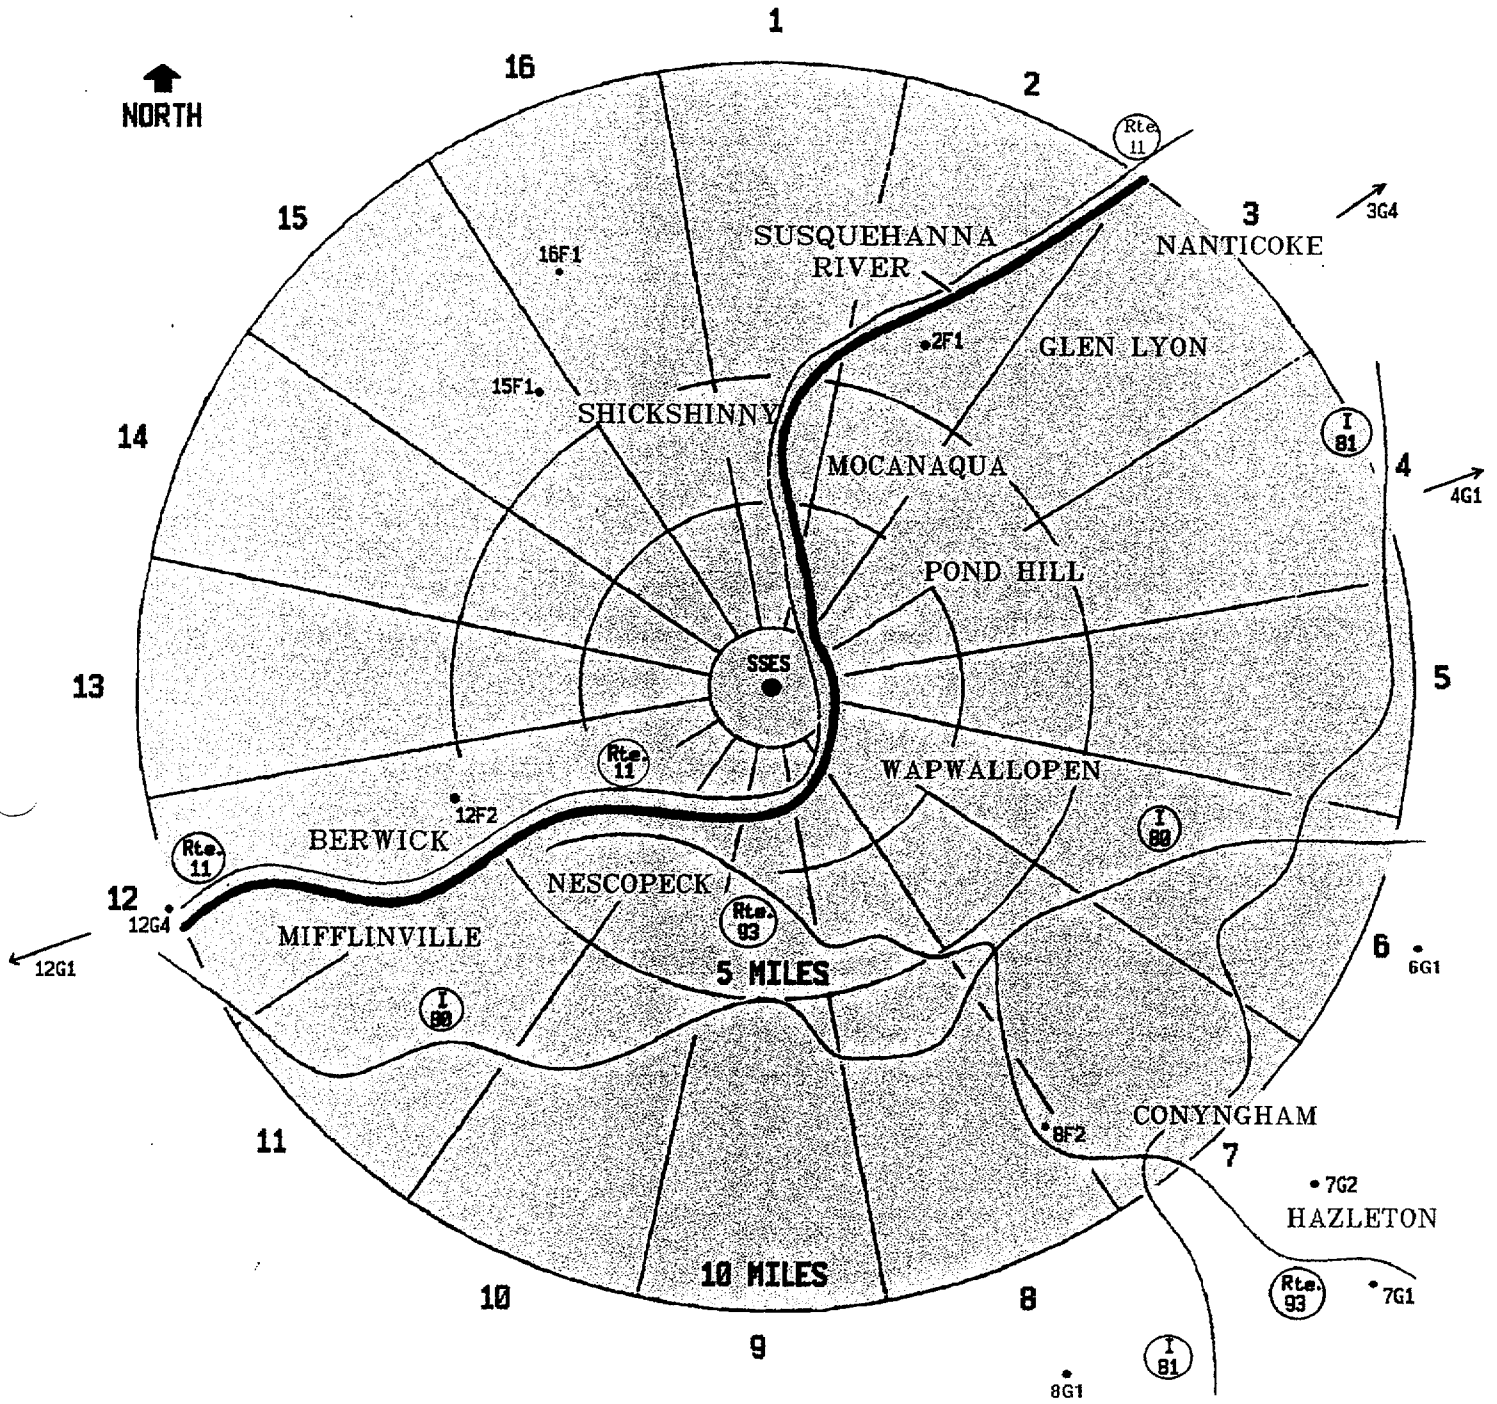 1
16
2
NORTH
Rte.
11
15
3
3G4
SUSQUEHANNA
RIVER
NANTICOKE
16F1
2F1
GLEN LYON
15F1
SHICKSHINNY
I
81
14
4
4G1
MOCANAQUA
POND HILL
SSES
13
5
Rte.
11
WAPWALLOPEN
12F2
I
80
BERWICK
Rte.
11
NESCOPECK
12
12G4
Rte.
93
MIFFLINVILLE
6
6G1
12G1
5 MILES
I
80
CONYNGHAM
8F2
11
7
7G2
HAZLETON
10 MILES
10
8
Rte.
93
7G1
9
I
81
8G1